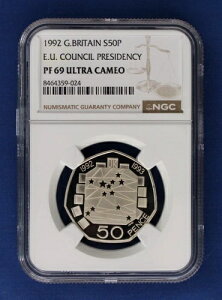 1992 G.BRITAIN S50P
E.U. COUNCIL PRESIDENCY
PF 69 ULTRA CAMEO
8464359-024
NUMISMATIC GUARANTY COMPANY
NGC
1992
1993
50
PENCE